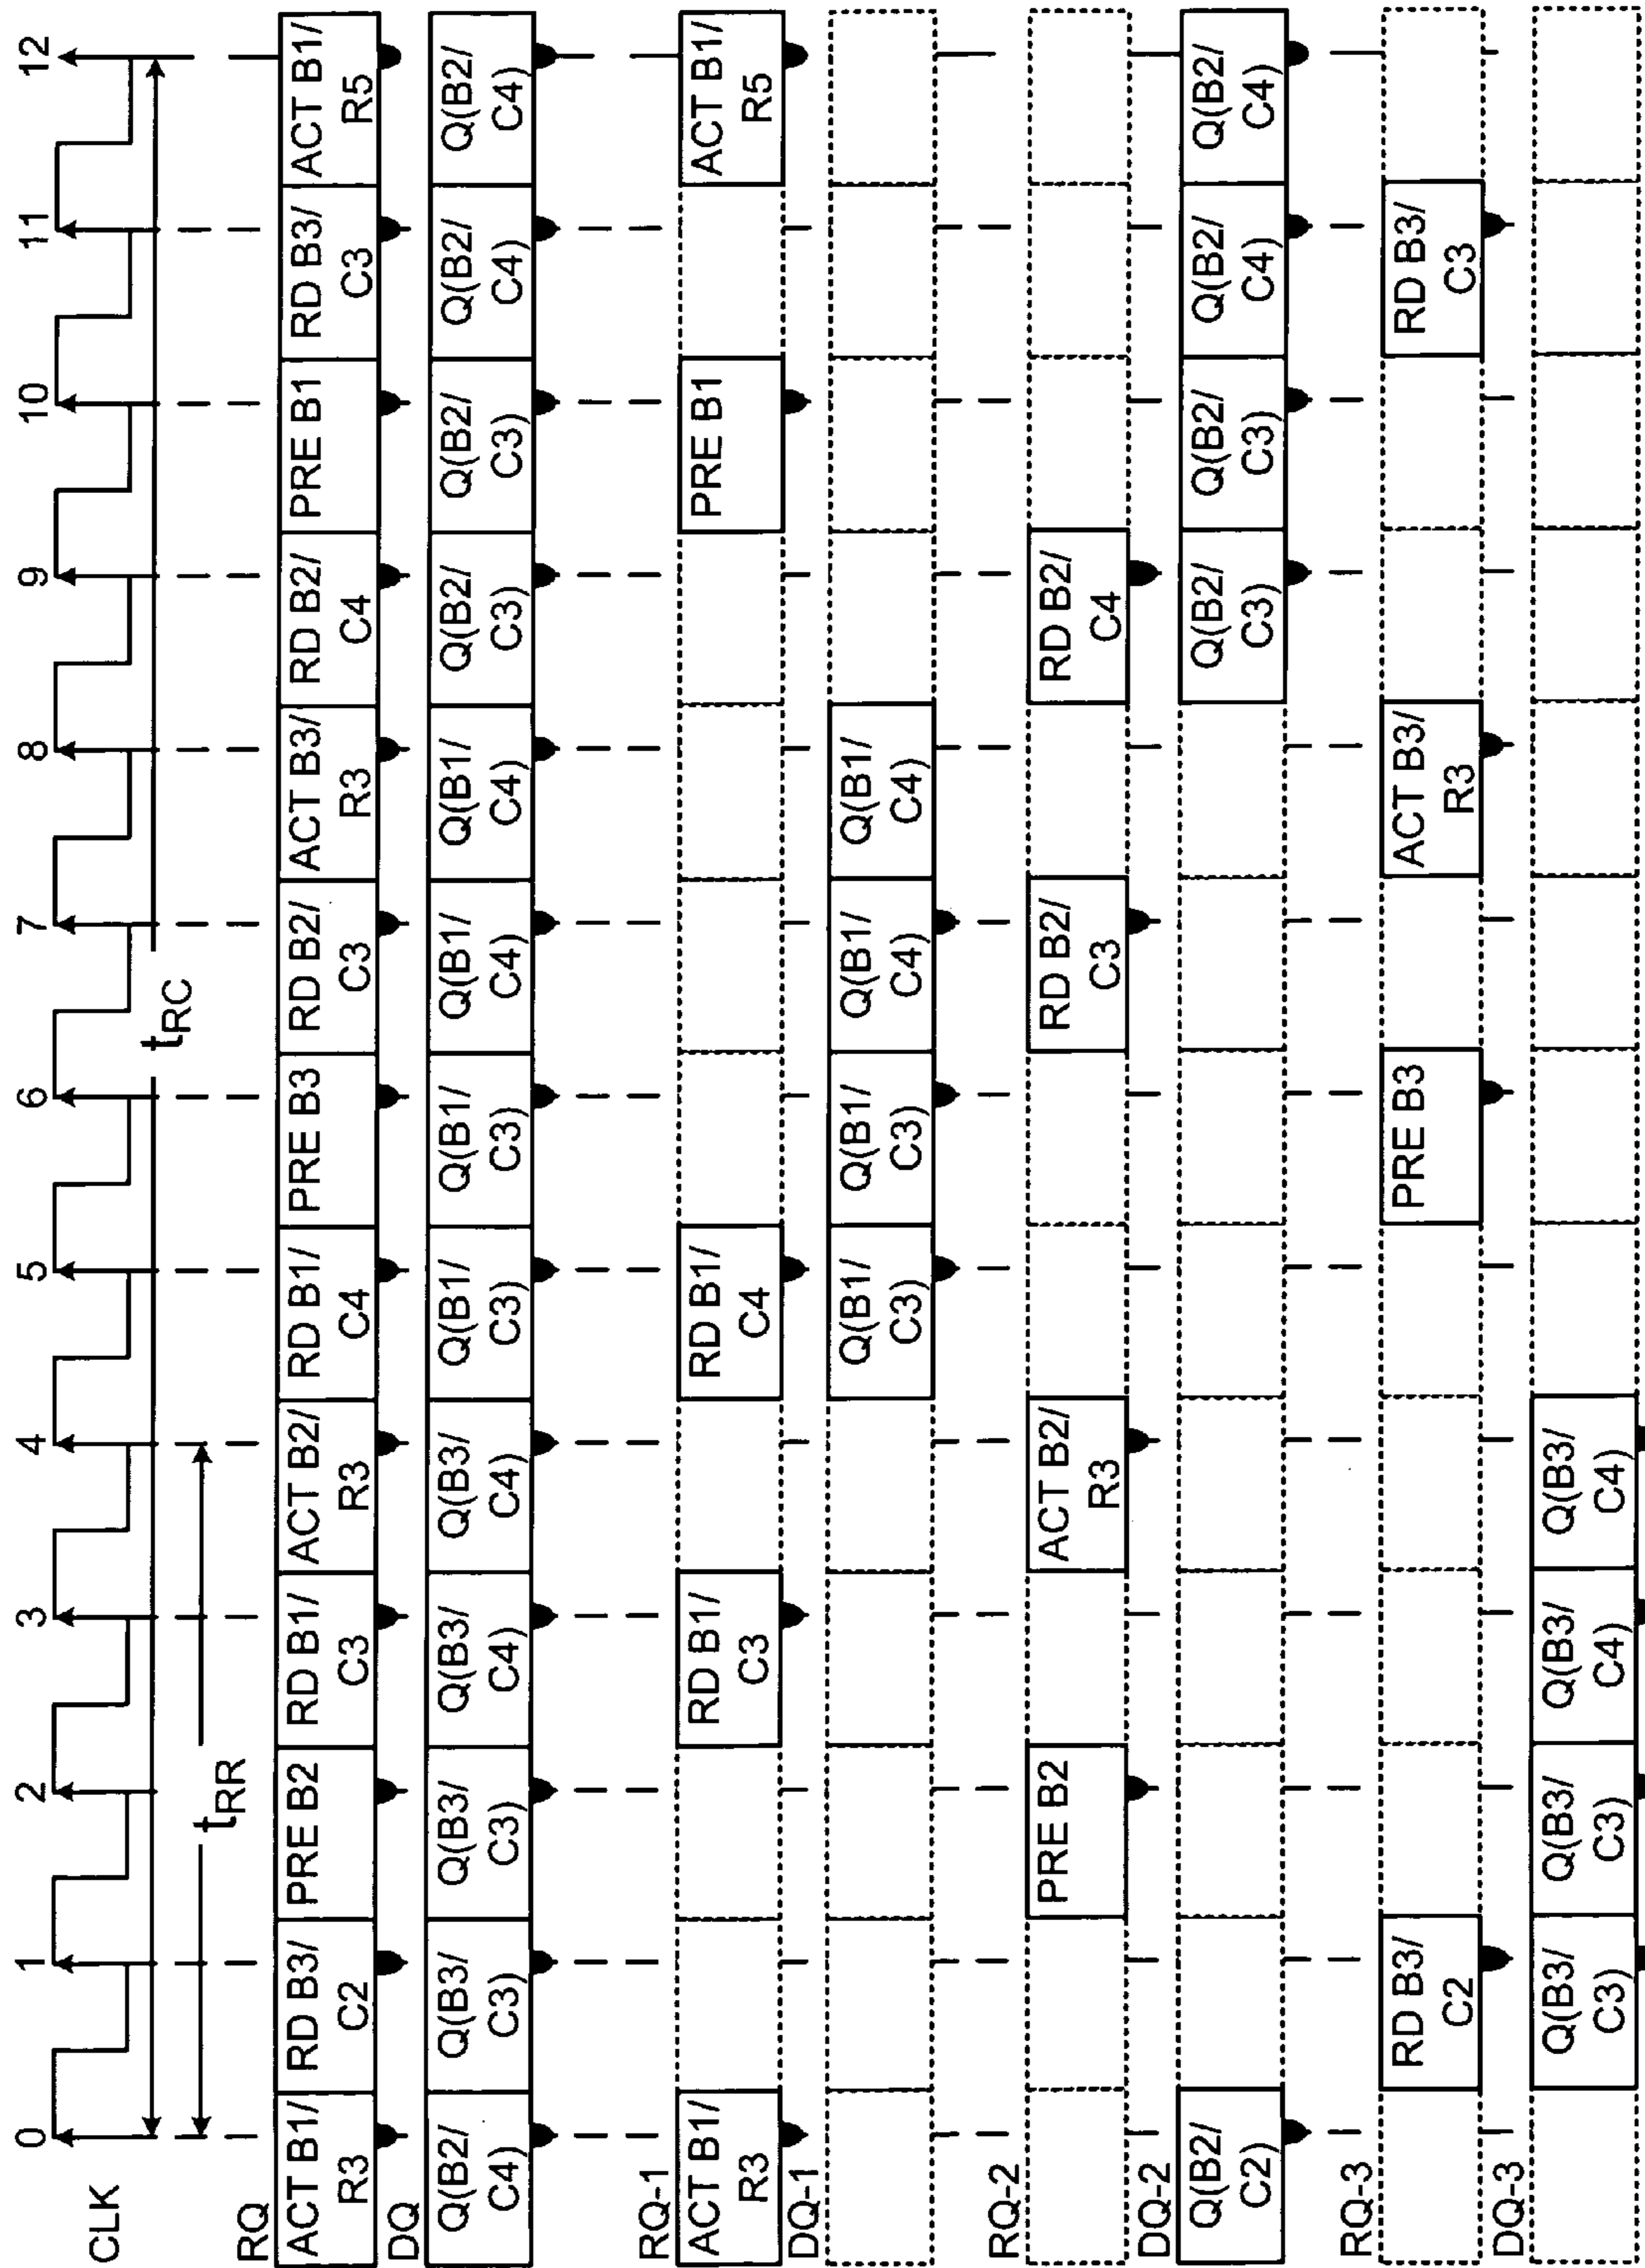 0 1 2 3 4 5 6 7 8 9 10 11 12
CLK
tRC
tRR
RQ
ACT B1/ RD B3/ PRE B2 RD B1/ ACT B2/ RD B1/ PRE B3 RD B2/ ACT B3/ RD B2/ PRE B1 RD B3/ ACT B1/
R3 C2 C3 R3 C4 C3 R3 C4 C3 R5
DQ
Q(B2/ Q(B3/ Q(B3/ Q(B3/ Q(B3/ Q(B1/ Q(B1/ Q(B1/ Q(B1/ Q(B2/ Q(B2/ Q(B2/ Q(B2/
C4) C3) C3) C4) C4) C3) C3) C4) C4) C3) C3) C4) C4)
RQ-1
ACT B1/ RD B1/ RD B1/ PRE B1 ACT B1/
R3 C3 C4 R5
DQ-1
Q(B1/ Q(B1/ Q(B1/ Q(B1/
C3) C3) C4) C4)
RQ-2
PRE B2 ACT B2/ RD B2/ RD B2/
R3 C3 C4
DQ-2
Q(B2/ Q(B2/ Q(B2/ Q(B2/ Q(B2/
C2) C3) C3) C4) C4)
RQ-3
RD B3/ PRE B3 ACT B3/ RD B3/
C2 R3 C3
DQ-3
Q(B3/ Q(B3/ Q(B3/ Q(B3/
C3) C3) C4) C4)